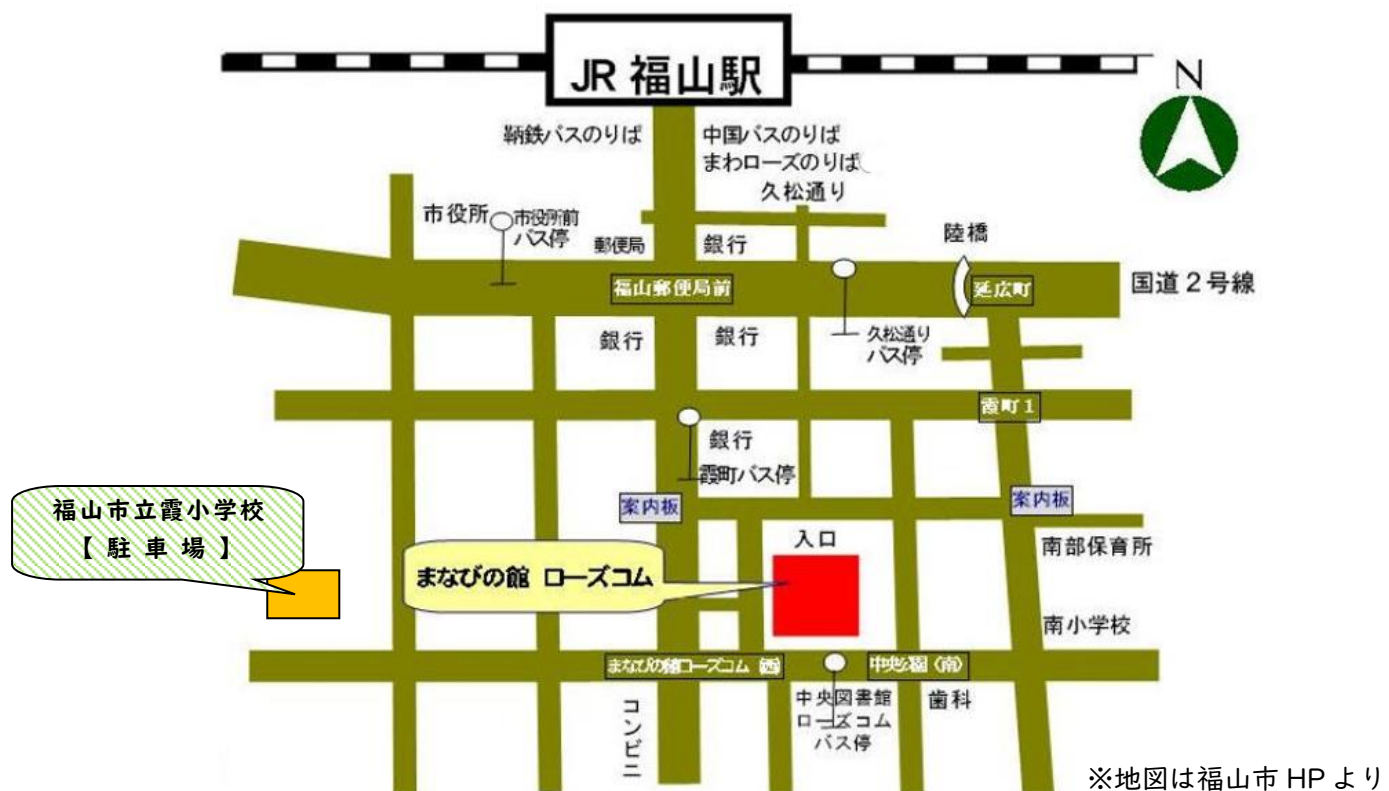 JR 福山駅
N
鞆鉄バスのりば
中国バスのりば
まわローズのりば
久松通り
市役所
市役所前
バス停
郵便局
銀行
陸橋
福山郵便局前
延広町
国道２号線
銀行
銀行
久松通り
バス停
霞町１
銀行
霞町バス停
案内板
案内板
福山市立霞小学校
【 駐 車 場 】
入口
南部保育所
まなびの館 ローズコム
南小学校
まなびの館ローズコム（西）
中央公園（南）
コンビニ
中央図書館
ローズコム
バス停
歯科
※地図は福山市 HP より